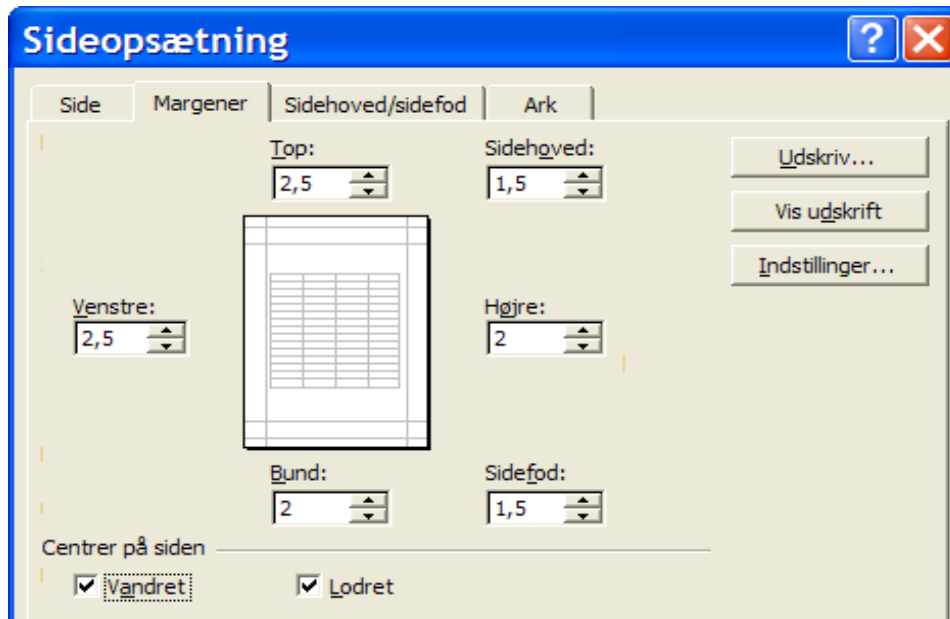 Sideopsætning
Side Margener Sidehoved/sidefod Ark
Top: Sidehoved: Udskriv...
2,5 1,5
Vis udskrift
Indstillinger...
Venstre: Højre:
2,5 2
Bund: Sidefod:
2 1,5
Centrer på siden
Vandret Lodret